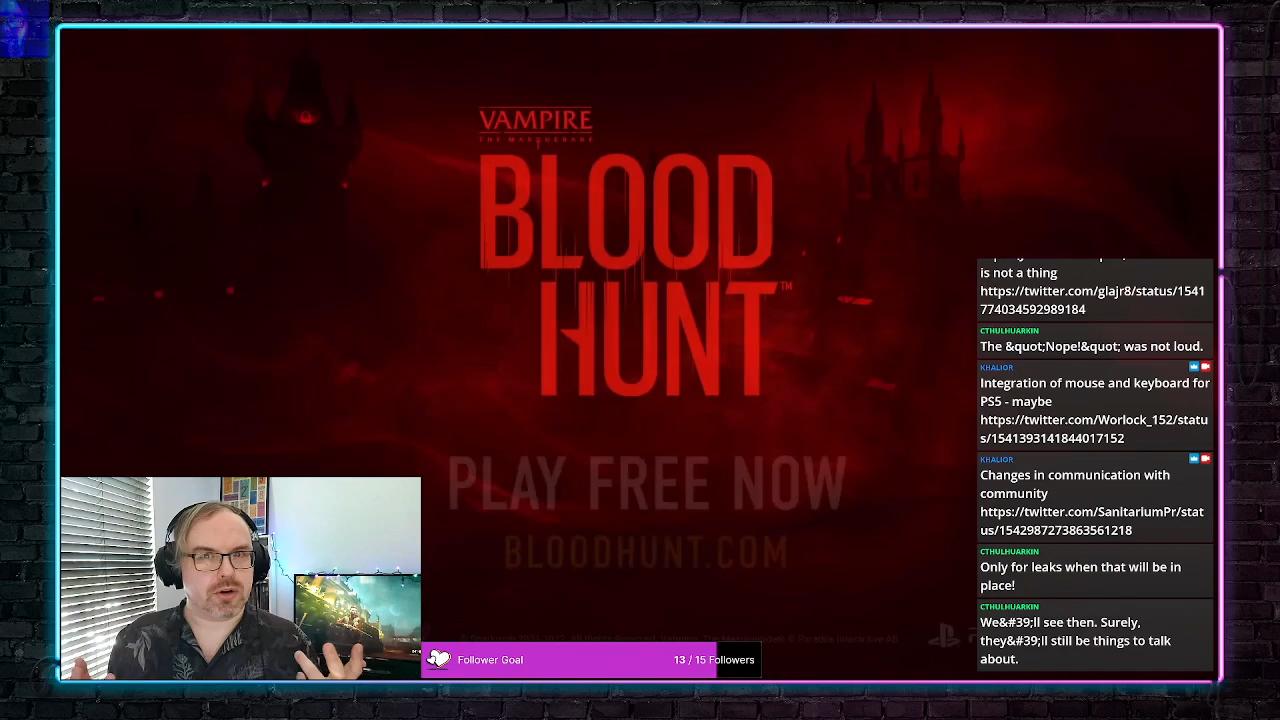 VAMPIRE
THE MASQUERADE
BLOOD
HUNT™
PLAY FREE NOW
BLOODHUNT.COM
is not a thing
https://twitter.com/glajr8/status/1541
774034592989184
CTHULHUARKIN
The &quot;Nope!&quot; was not loud.
KHALIOR
Integration of mouse and keyboard for
PS5 - maybe
https://twitter.com/Worlock_152/statu
s/1541393141844017152
KHALIOR
Changes in communication with
community
https://twitter.com/SanitarIumPr/stat
us/1542987273863561218
CTHULHUARKIN
Only for leaks when that will be in
place!
CTHULHUARKIN
We&#39;ll see then. Surely,
they&#39;ll still be things to talk
about.
Follower Goal
13 / 15 Followers